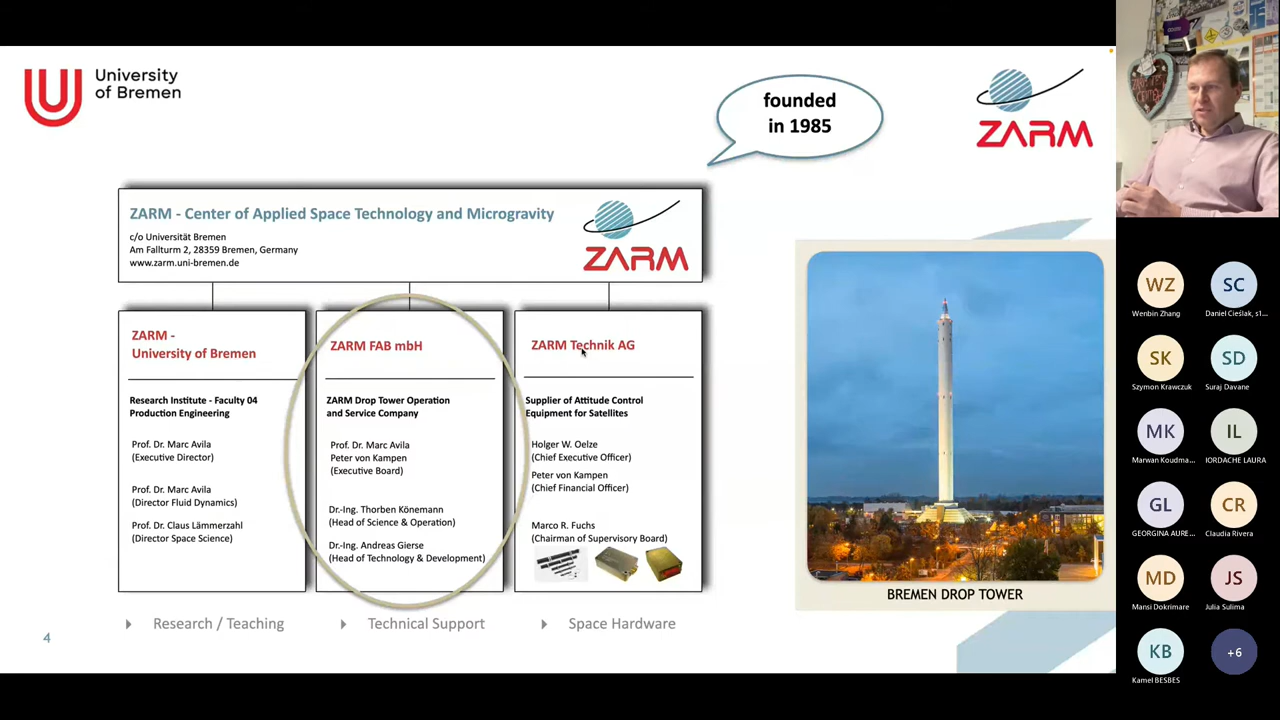 University
of Bremen
founded
in 1985
ZARM
ZARM - Center of Applied Space Technology and Microgravity
c/o Universität Bremen
Am Fallturm 2, 28359 Bremen, Germany
www.zarm.uni-bremen.de
ZARM
ZARM -
University of Bremen
Research Institute - Faculty 04
Production Engineering
Prof. Dr. Marc Avila
(Executive Director)
Prof. Dr. Marc Avila
(Director Fluid Dynamics)
Prof. Dr. Claus Lämmerzahl
(Director Space Science)
ZARM FAB mbH
ZARM Drop Tower Operation
and Service Company
Prof. Dr. Marc Avila
Peter von Kampen
(Executive Board)
Dr.-Ing. Thorben Könemann
(Head of Science & Operation)
Dr.-Ing. Andreas Gierse
(Head of Technology & Development)
ZARM Technik AG
Supplier of Attitude Control
Equipment for Satellites
Holger W. Oelze
(Chief Executive Officer)
Peter von Kampen
(Chief Financial Officer)
Marco R. Fuchs
(Chairman of Supervisory Board)
Research / Teaching
Technical Support
Space Hardware
4
BREMEN DROP TOWER
WZ
Wenbin Zhang
SC
Daniel Cieślak, s1...
SK
Szymon Krawczuk
SD
Suraj Davane
MK
Marwan Koudma...
IL
IORDACHE LAURA
GL
GEORGINA AURE...
CR
Claudia Rivera
MD
Mansi Dokrimare
JS
Julia Sulima
KB
Kamel BESBES
+6